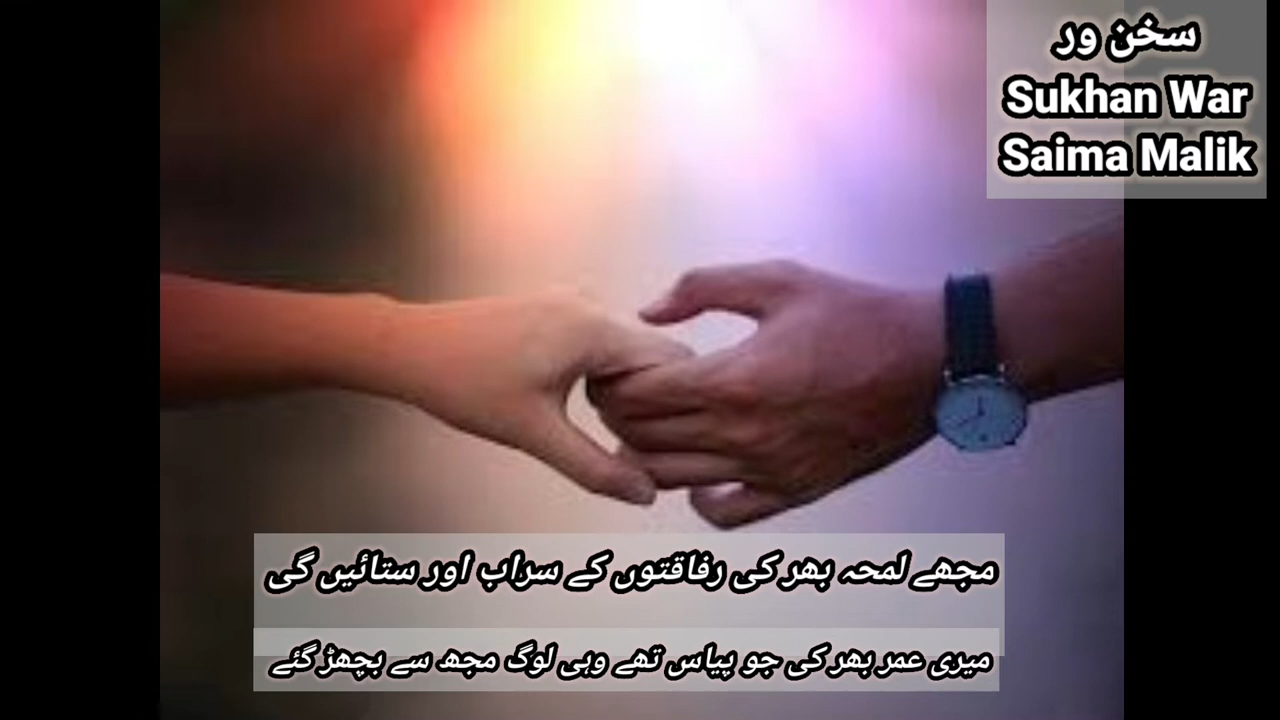 سخن ور
Sukhan War
Saima Malik
مجھے لمحہ بھر کی رفاقتوں کے سراب اور ستائیں گی
میری عمر بھر کی جو پیاس تھے وہی لوگ مجھ سے بچھڑ گئے